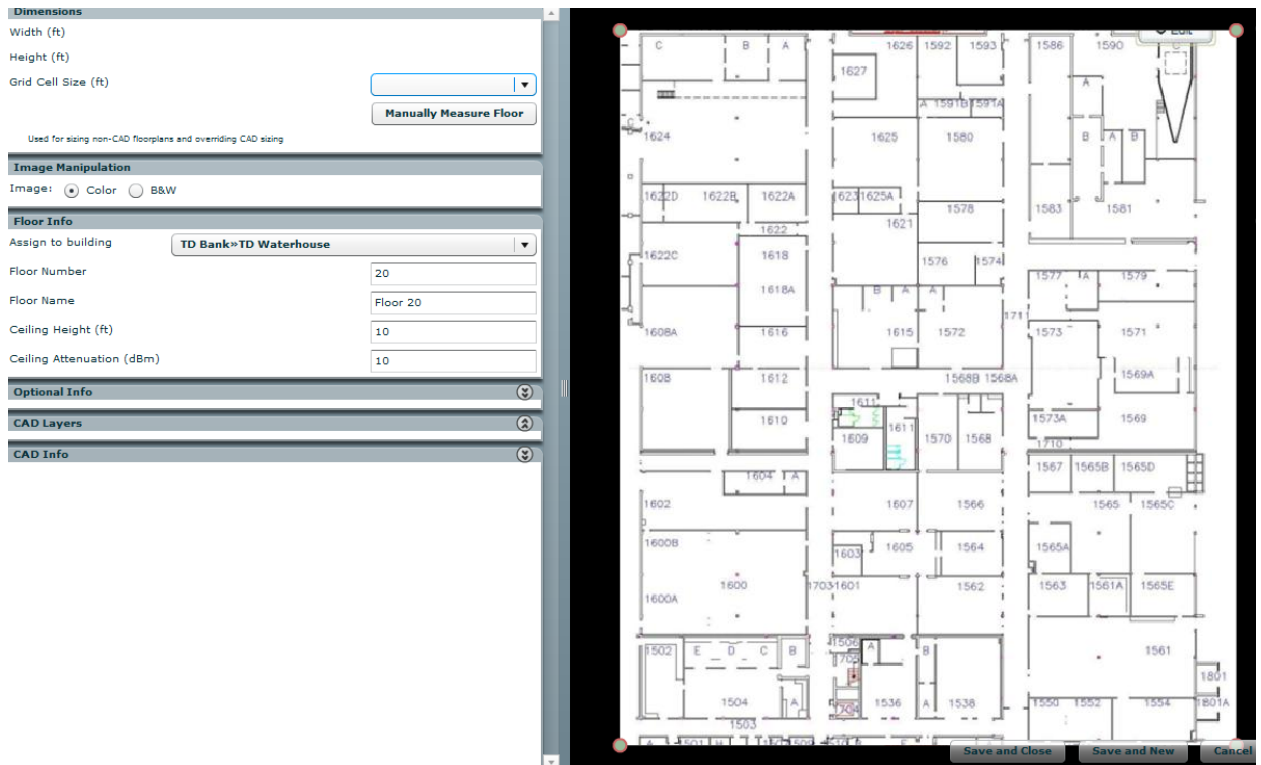 Dimensions
Width (ft)
Height (ft)
Grid Cell Size (ft)
Manually Measure Floor
Used for sizing non-CAD floorplans and overriding CAD sizing
Image Manipulation
Image: Color B&W
Floor Info
Assign to building TD Bank»TD Waterhouse
Floor Number 20
Floor Name Floor 20
Ceiling Height (ft) 10
Ceiling Attenuation (dBm) 10
Optional Info
CAD Layers
CAD Info
Edit
C B A 1626 1592 1593 1586 1590 C
1627
A
A 1591B 1591A
C
1624 1625 1580 B A B
1622D 1622B 1622A 1623 1625A
1578 1583 1581
1621
1622
1622C 1618 1576 1574
1577 A 1579
1618A B A A
1711
1608A 1616 1615 1572 1573 1571
1608 1612 1568B 1568A 1569A
1611
1610 1611 1573A 1569
1609 1570 1568
1710
1567 1565B 1565D
1604 A
1602 1607 1566 1565 1565C
1600B 1603 1605 1564 1565A
1600 1703 1601 1562 1563 1561A 1565E
1600A
1506
1502 E D C B A B 1561
1705
1801
1504 A 1704 1536 A 1538 1550 1552 1554 1801A
1503
Save and Close Save and New Cancel